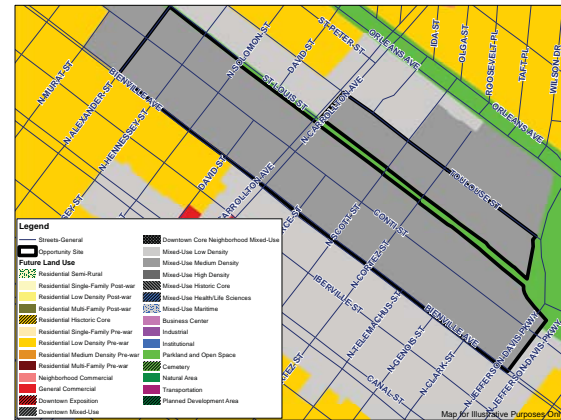 N MURAT ST
N ALEXANDER ST
N HENNESSEY ST
BIENVILLE AVE
N SOLOMON ST
DAVID ST
ST PETER ST
ORLEANS AVE
IDA ST
OLGA ST
ROOSEVELT PL
TAFT PL
WILSON DR
ST LOUIS ST
N CARROLLTON AVE
ORLEANS AVE
TOULOUSE ST
DAVID ST
CARROLLTON AVE
N SCOTT ST
CONTI ST
N CORTEZ ST
IBERVILLE ST
BIENVILLE AVE
N TELEMACHUS ST
N GENOIS ST
N CLARK ST
CANAL ST
N JEFFERSON DAVIS PKWY
N JEFFERSON DAVIS PKWY
Legend
Streets-General
Opportunity Site
Future Land Use
Residential Semi-Rural
Residential Single-Family Post-war
Residential Low Density Post-war
Residential Multi-Family Post-war
Residential Hisctoric Core
Residential Single-Family Pre-war
Residential Low Density Pre-war
Residential Medium Density Pre-war
Residential Multi-Family Pre-war
Neighborhood Commercial
General Commercial
Downtown Exposition
Downtown Mixed-Use
Downtown Core Neighborhood Mixed-Use
Mixed-Use Low Density
Mixed-Use Medium Density
Mixed-Use High Density
Mixed-Use Historic Core
Mixed-Use Health/Life Sciences
Mixed-Use Maritime
Business Center
Industrial
Institutional
Parkland and Open Space
Cemetery
Natural Area
Transportation
Planned Development Area
Map for Illustrative Purposes Onl